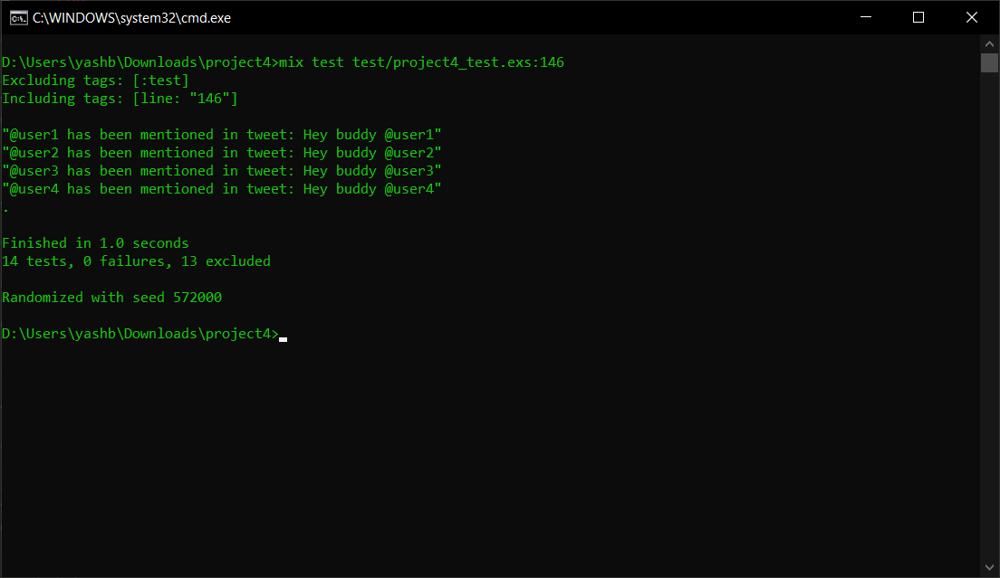 C:\WINDOWS\system32\cmd.exe
D:\Users\yashb\Downloads\project4>mix test test/project4_test.exs:146
Excluding tags: [:test]
Including tags: [line: "146"]
"@user1 has been mentioned in tweet: Hey buddy @user1"
"@user2 has been mentioned in tweet: Hey buddy @user2"
"@user3 has been mentioned in tweet: Hey buddy @user3"
"@user4 has been mentioned in tweet: Hey buddy @user4"
.
Finished in 1.0 seconds
14 tests, 0 failures, 13 excluded
Randomized with seed 572000
D:\Users\yashb\Downloads\project4>